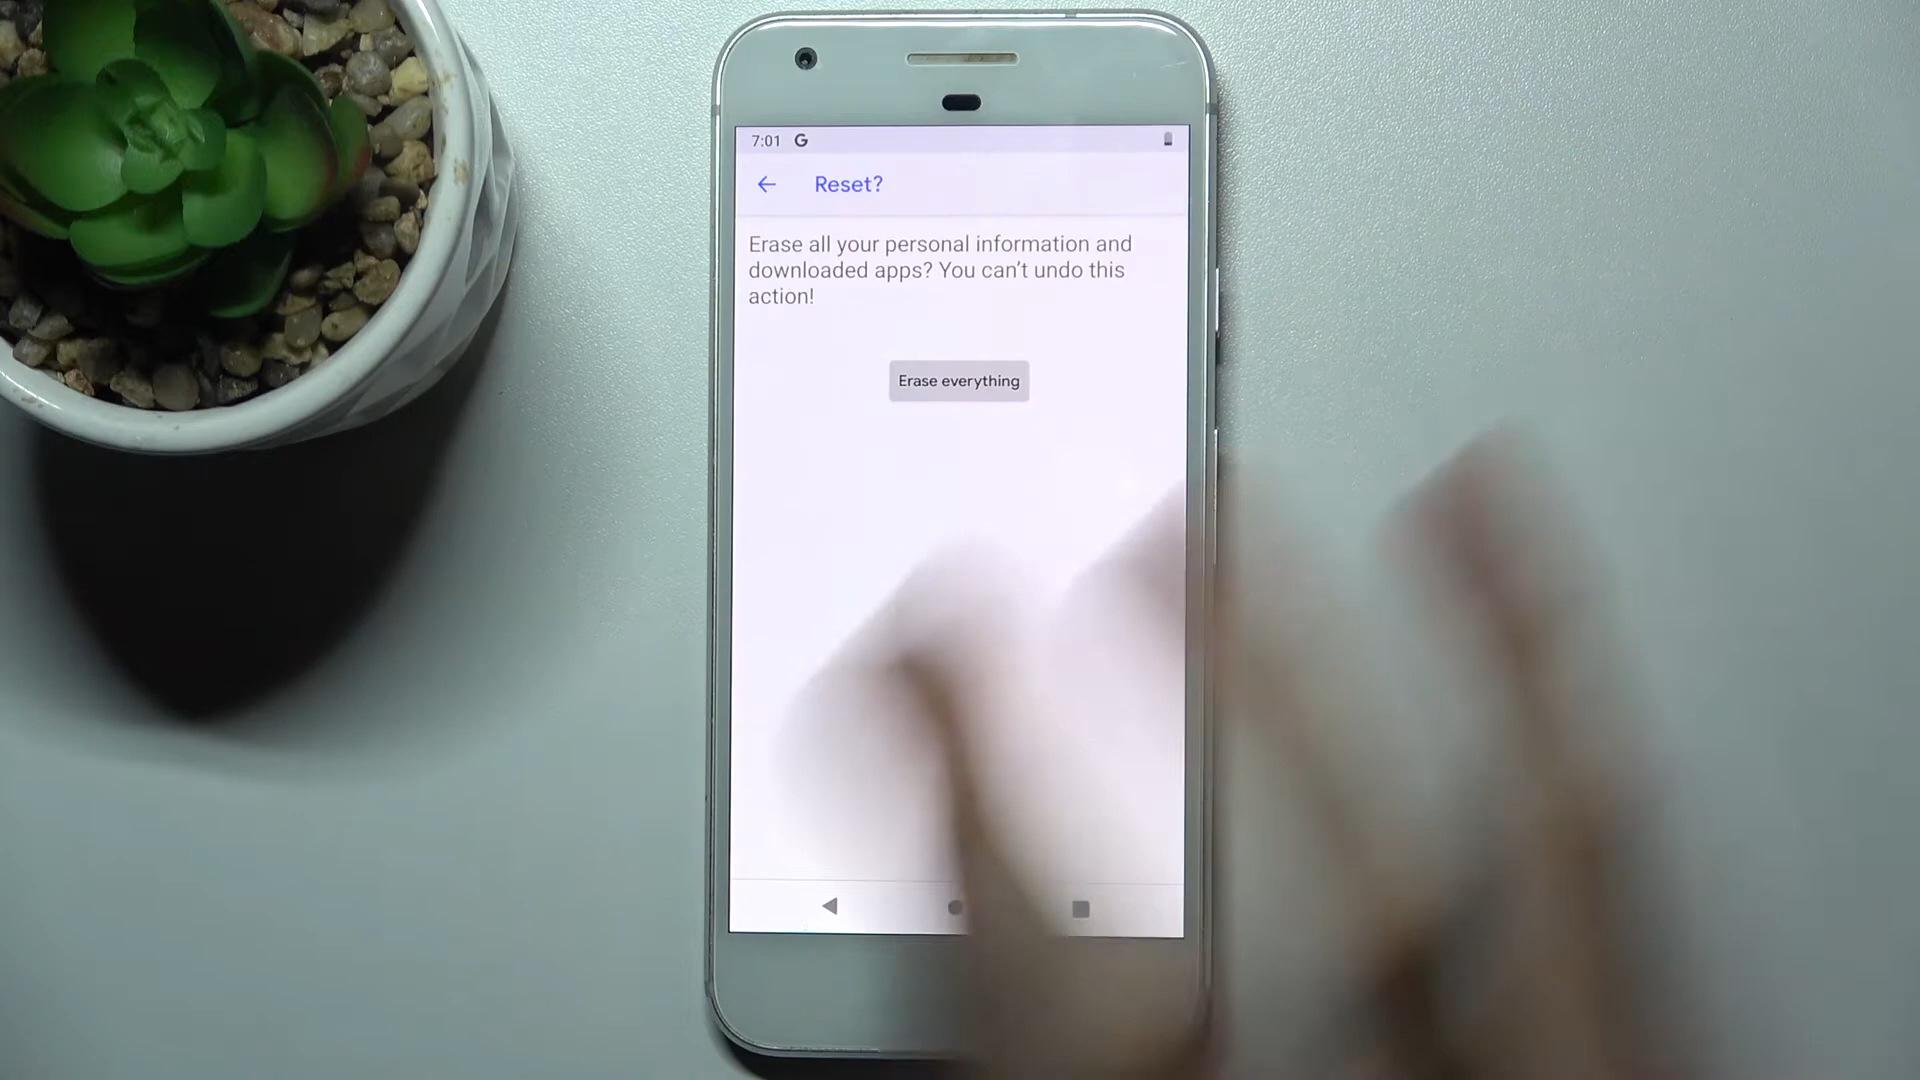 7:01 G
Reset?
Erase all your personal information and
downloaded apps? You can't undo this
action!
Erase everything